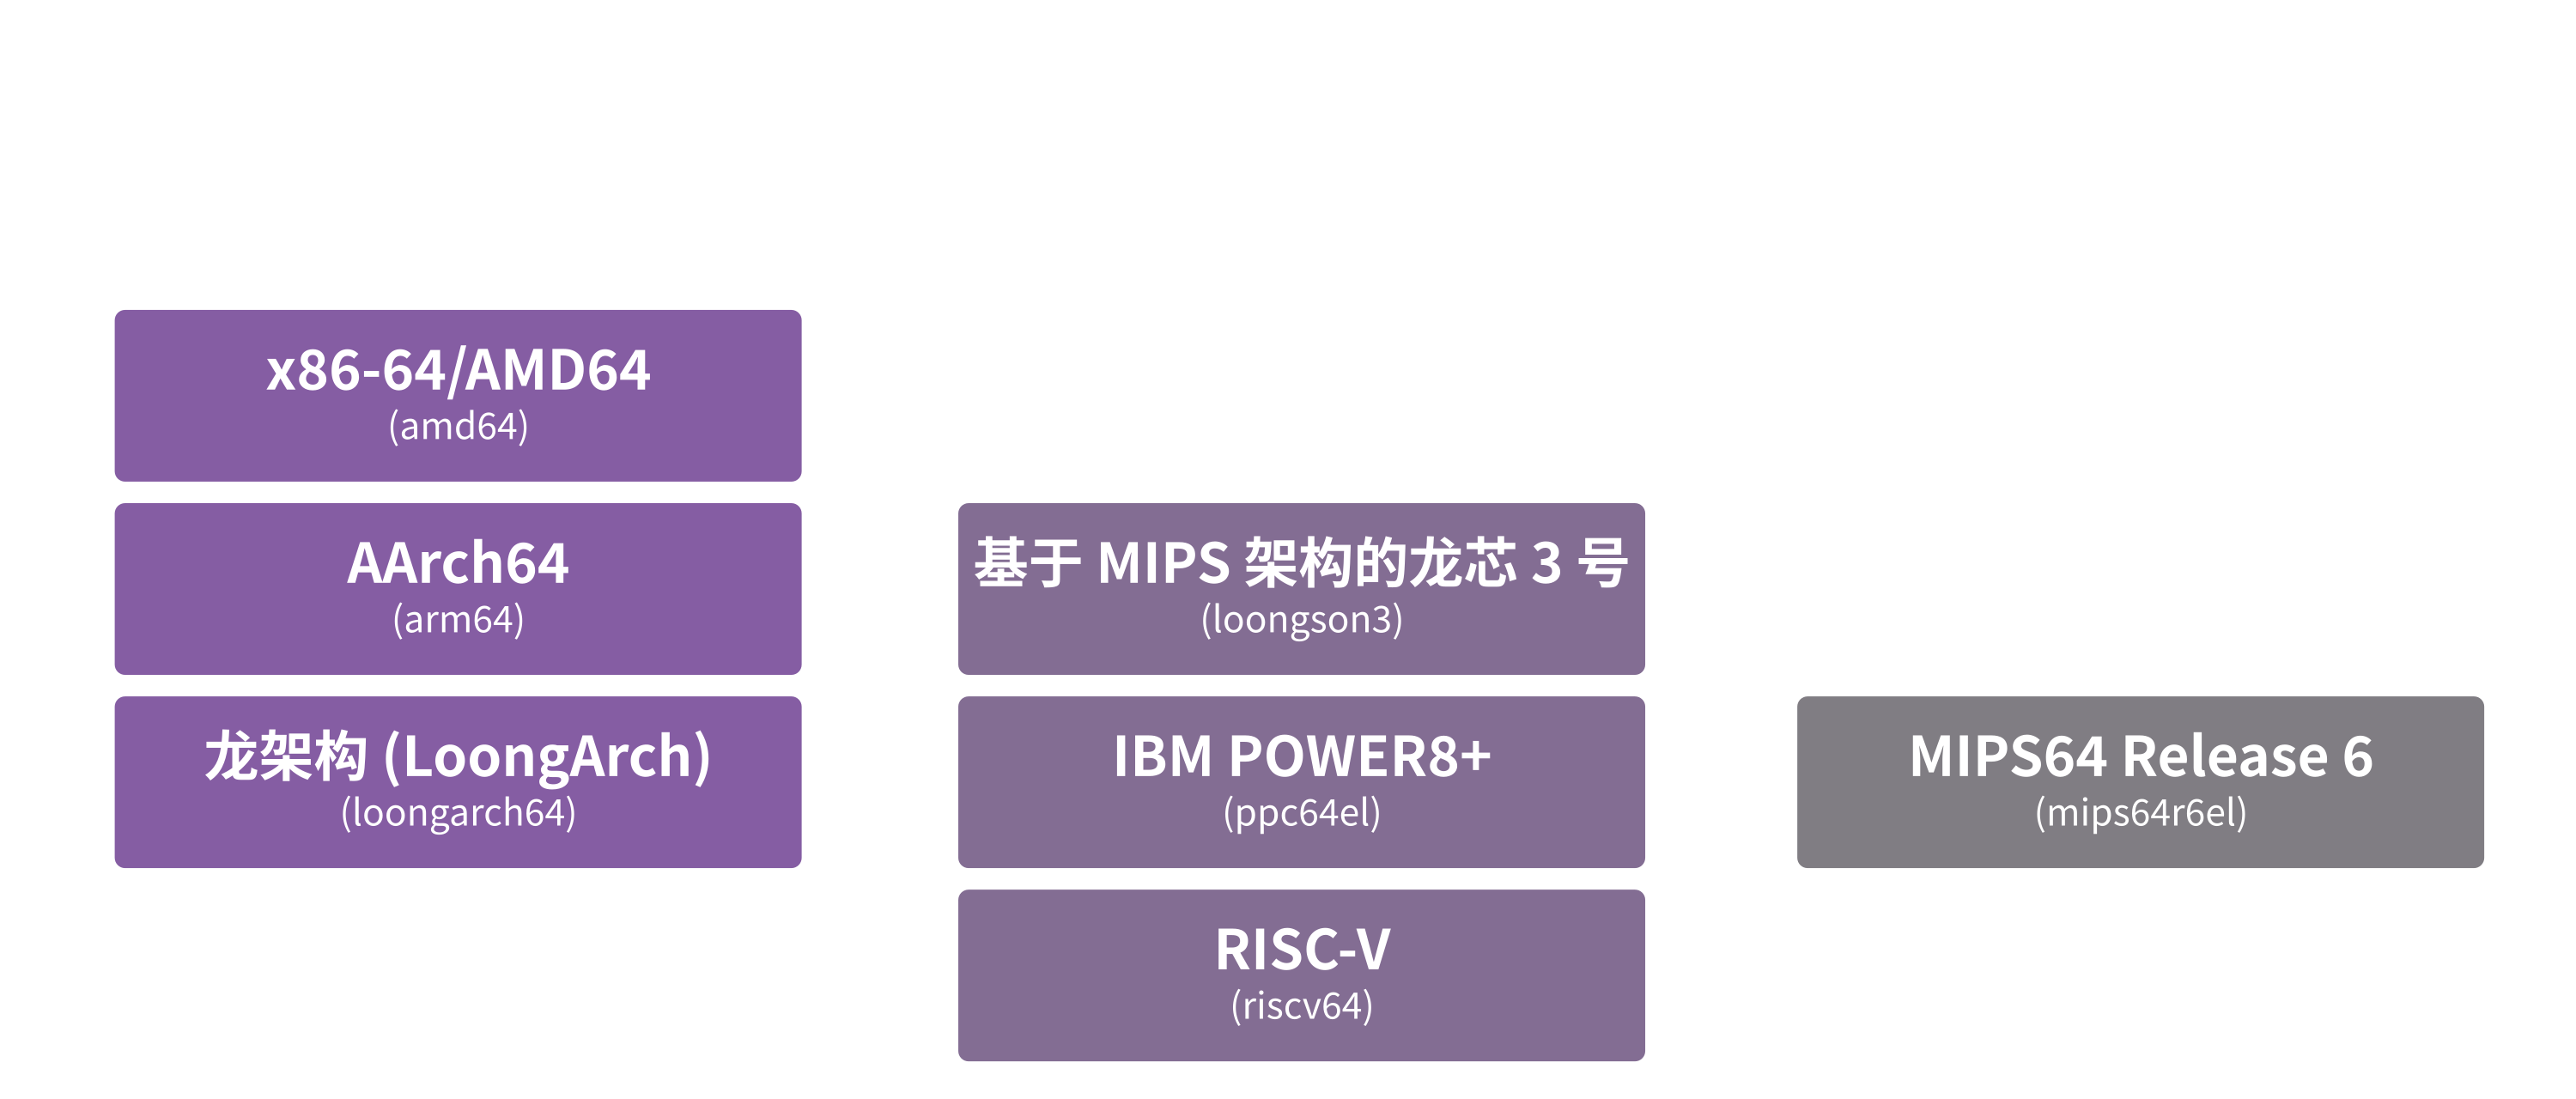 x86-64/AMD64
(amd64)
AArch64
(arm64)
龙架构 (LoongArch)
(loongarch64)
基于 MIPS 架构的龙芯 3 号
(loongson3)
IBM POWER8+
(ppc64el)
RISC-V
(riscv64)
MIPS64 Release 6
(mips64r6el)